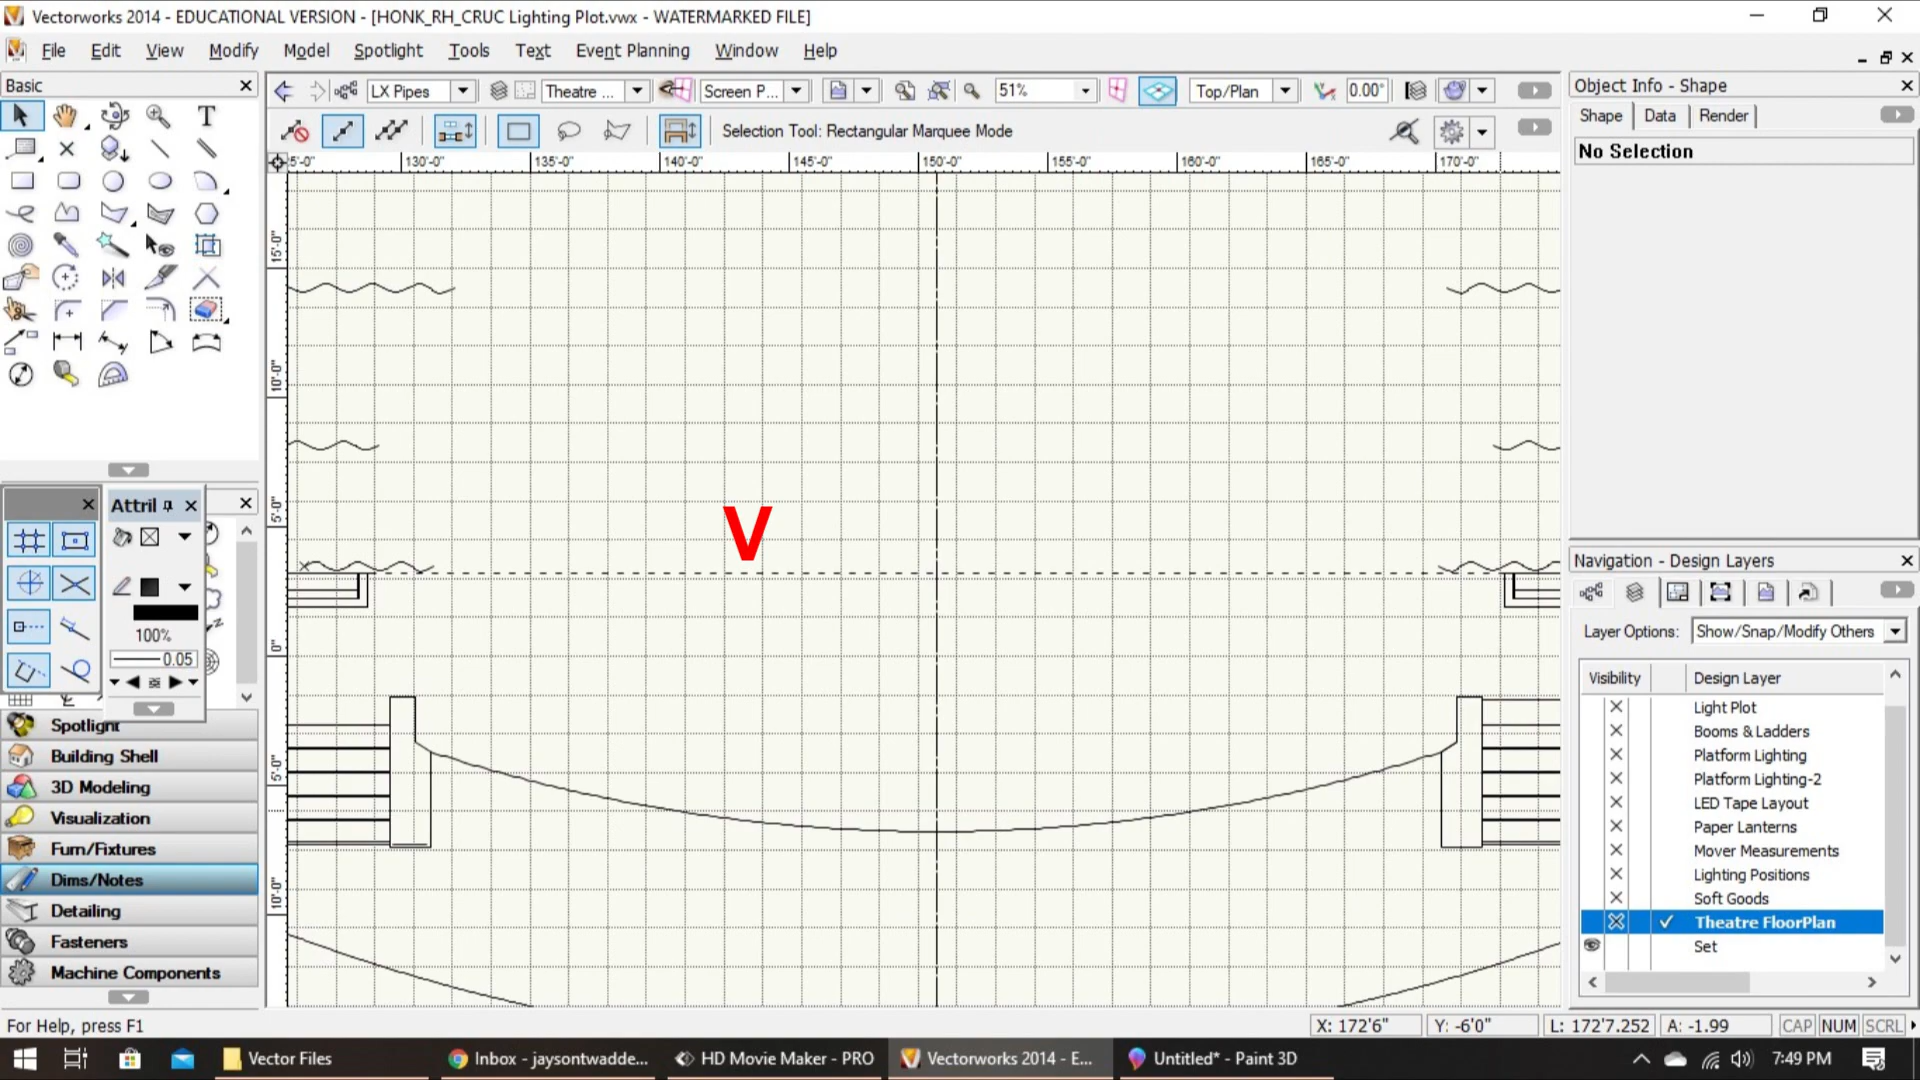 Vectorworks 2014 - EDUCATIONAL VERSION - [HONK_RH_CRUC Lighting Plot.vwx - WATERMARKED FILE]
File Edit View Modify Model Spotlight Tools Text Event Planning Window Help
Basic
LX Pipes Theatre ... Screen P... 51% Top/Plan 0.00°
Selection Tool: Rectangular Marquee Mode
5'-0" 130'-0" 135'-0" 140'-0" 145'-0" 150'-0" 155'-0" 160'-0" 165'-0" 170'-0"
15'-0"
10'-0"
5'-0"
0"
5'-0"
10'-0"
V
Object Info - Shape
Shape Data Render
No Selection
Attril
100%
0.05
Spotlight
Building Shell
3D Modeling
Visualization
Furn/Fixtures
Dims/Notes
Detailing
Fasteners
Machine Components
Navigation - Design Layers
Layer Options: Show/Snap/Modify Others
Visibility Design Layer
Light Plot
Booms & Ladders
Platform Lighting
Platform Lighting-2
LED Tape Layout
Paper Lanterns
Mover Measurements
Lighting Positions
Soft Goods
Theatre FloorPlan
Set
For Help, press F1
X: 172'6" Y: -6'0" L: 172'7.252 A: -1.99 CAP NUM SCRL
Vector Files Inbox - jaysontwadde... HD Movie Maker - PRO Vectorworks 2014 - E... Untitled* - Paint 3D 7:49 PM